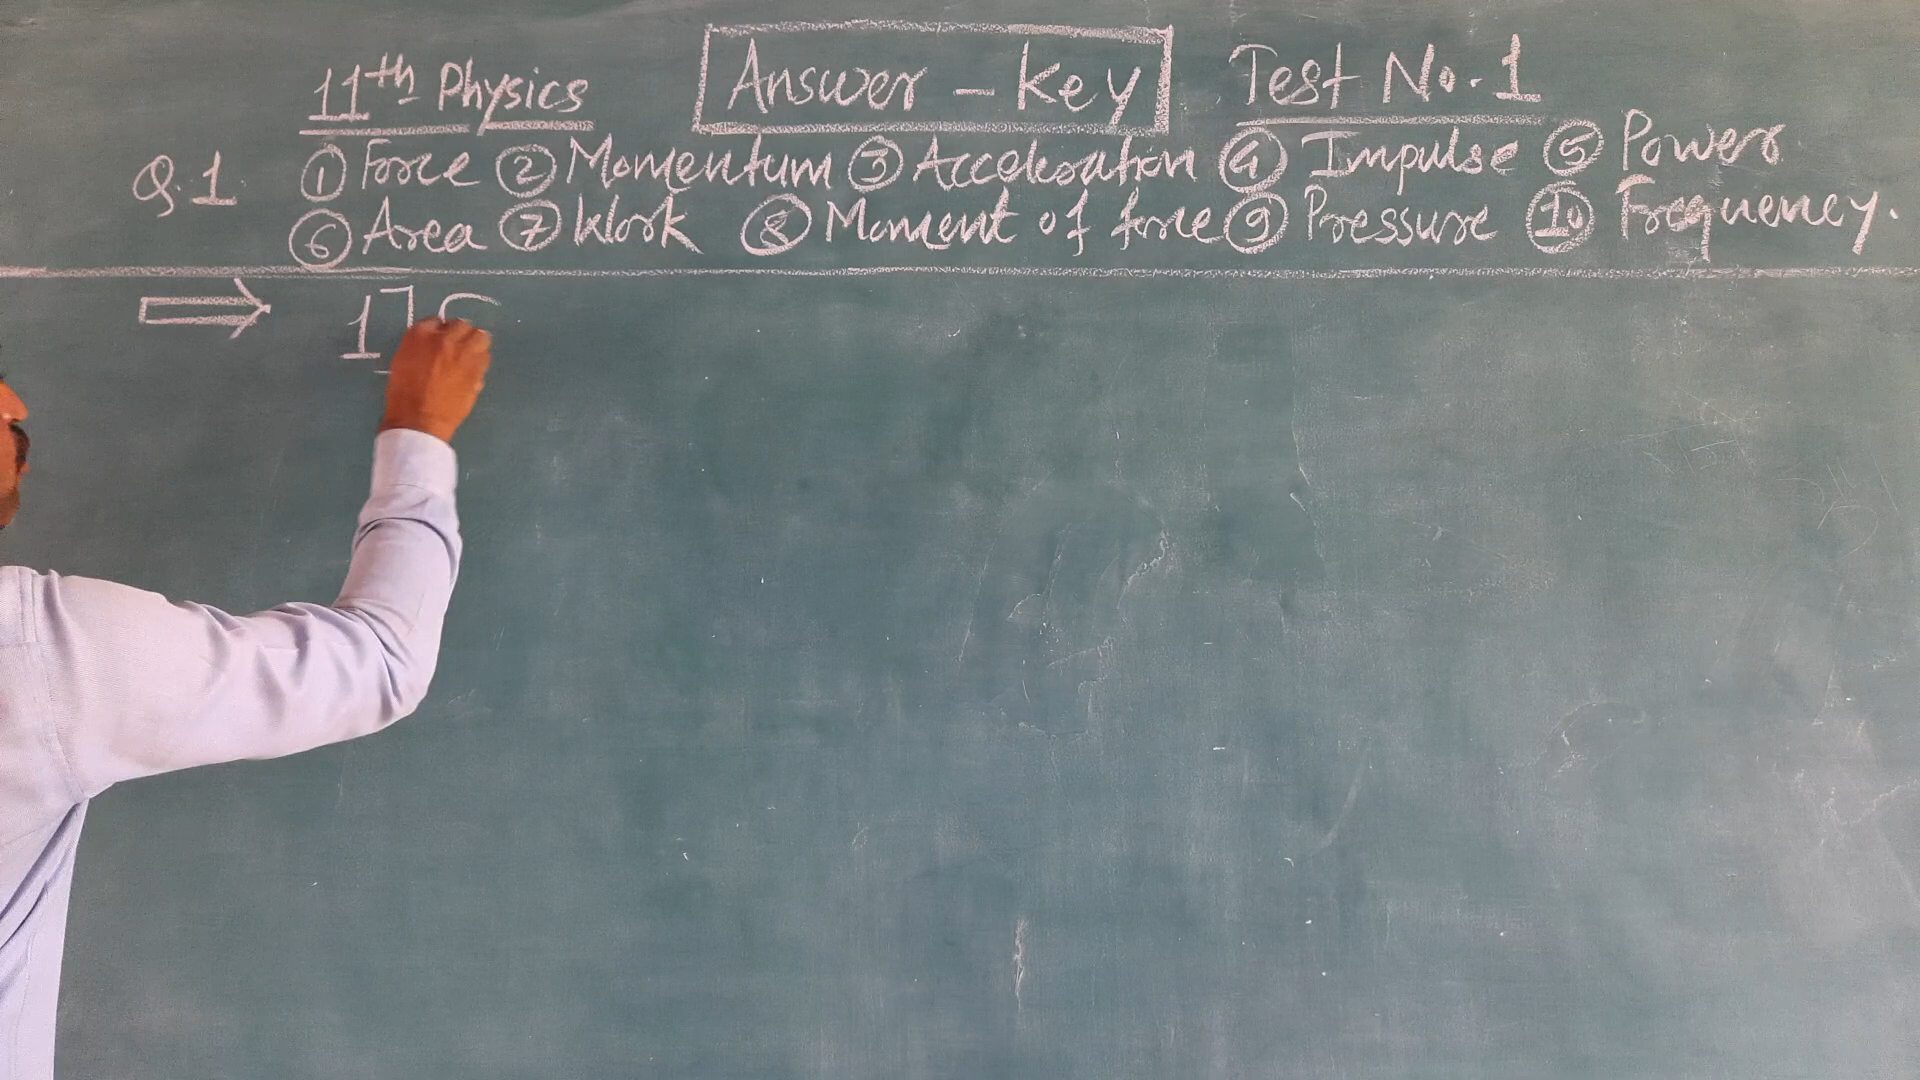 11th Physics Answer - Key Test No. 1
Q.1 ① Force ② Momentum ③ Acceleration ④ Impulse ⑤ Power
⑥ Area ⑦ Work ⑧ Moment of force ⑨ Pressure ⑩ Frequency.
1]